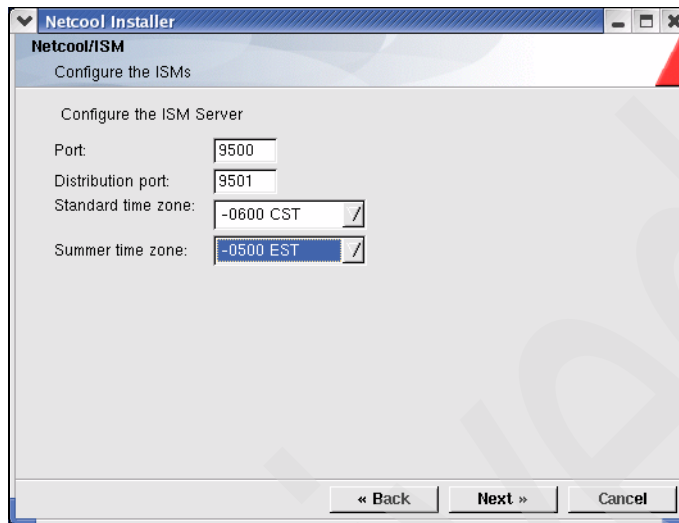 Netcool Installer
Netcool/ISM
Configure the ISMs
Configure the ISM Server
Port: 9500
Distribution port: 9501
Standard time zone: -0600 CST
Summer time zone: -0500 EST
« Back Next » Cancel